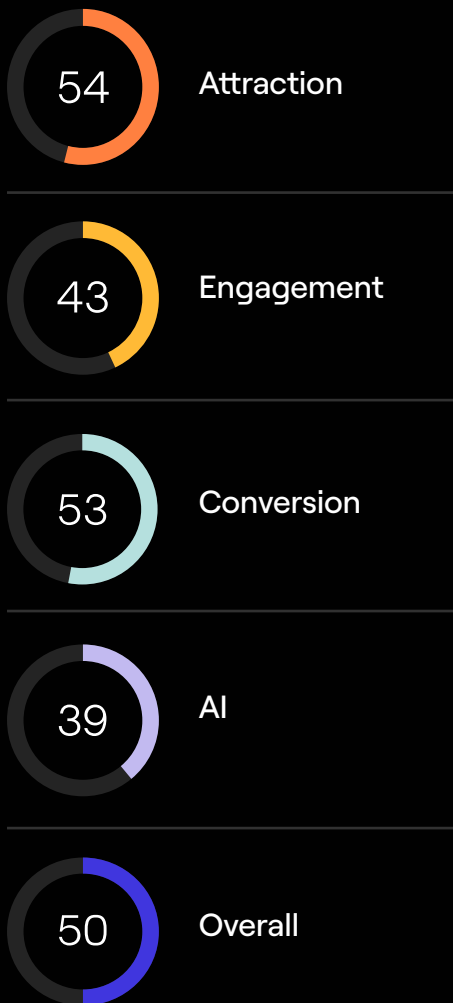 54
Attraction
43
Engagement
53
Conversion
39
AI
50
Overall